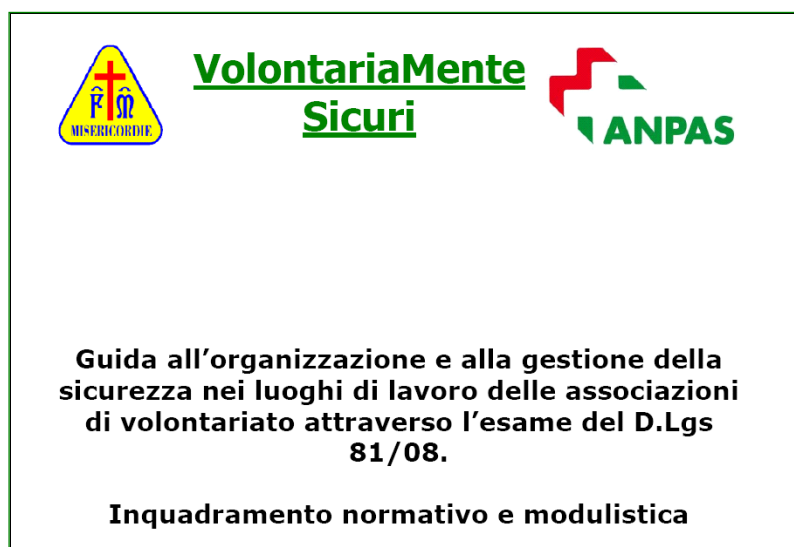 VolontariaMente
Sicuri
F M
MISERICORDIE
ANPAS
Guida all’organizzazione e alla gestione della
sicurezza nei luoghi di lavoro delle associazioni
di volontariato attraverso l’esame del D.Lgs
81/08.
Inquadramento normativo e modulistica